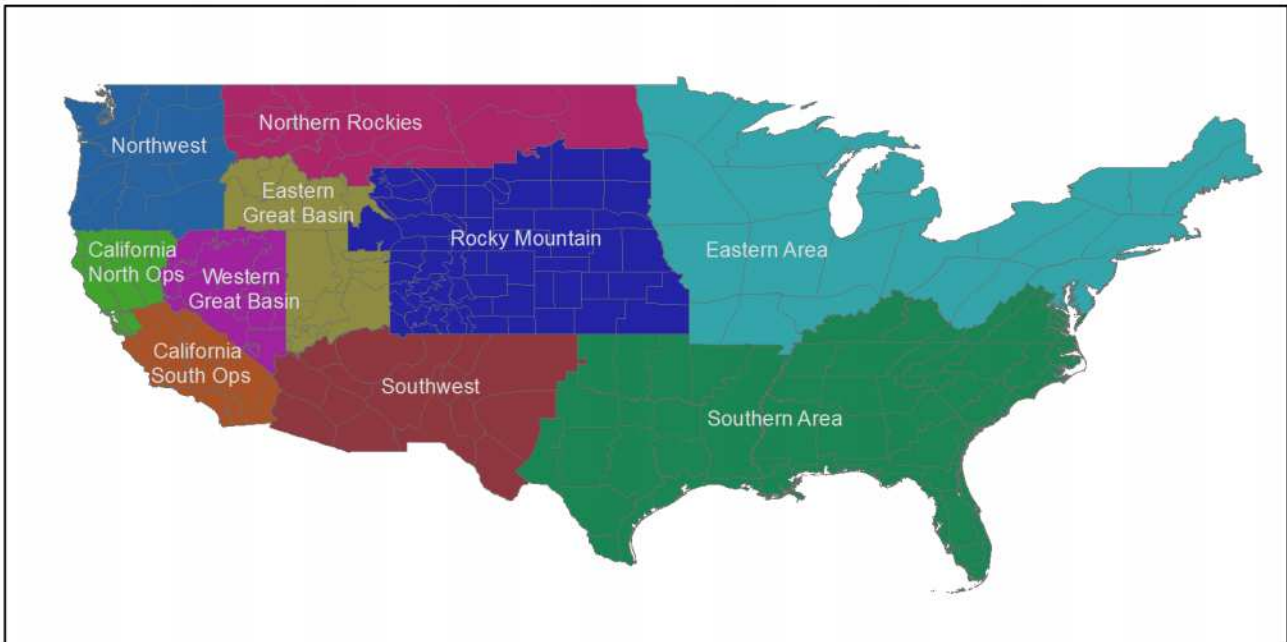 Northern Rockies
Northwest
Eastern
Great Basin
Rocky Mountain
Eastern Area
California
North Ops
Western
Great Basin
California
South Ops
Southwest
Southern Area